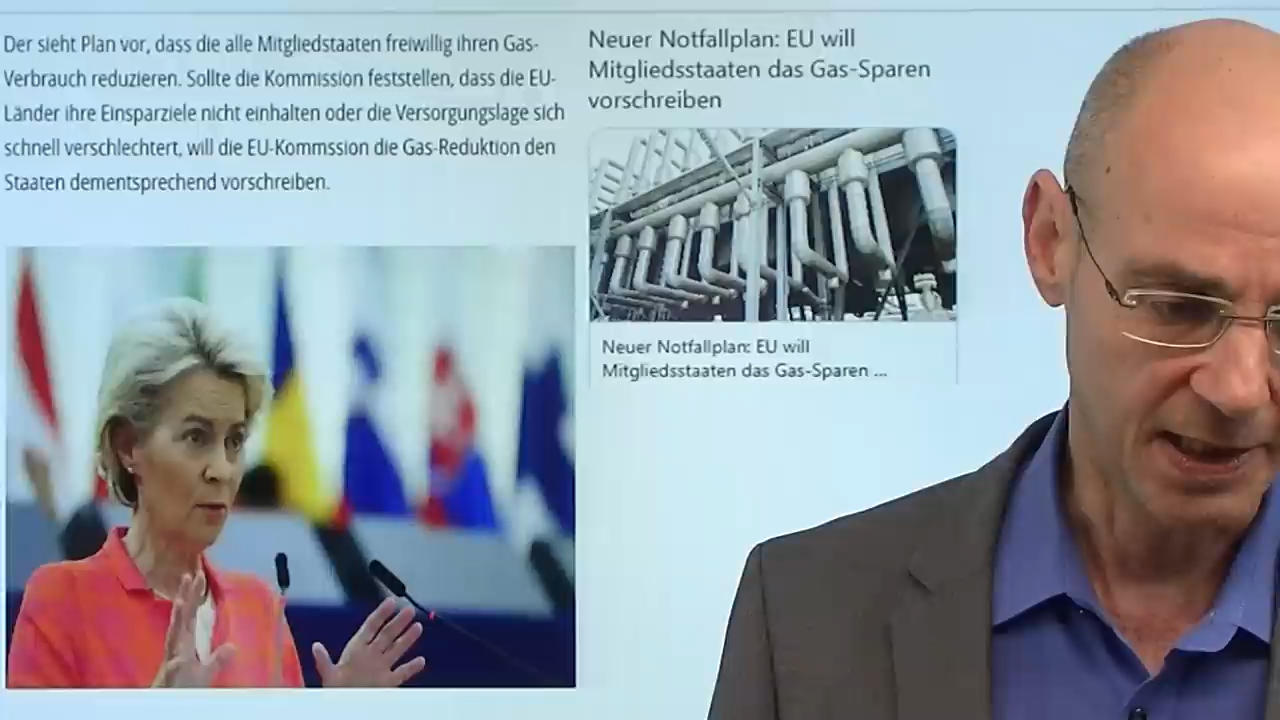 Der sieht Plan vor, dass die alle Mitgliedstaaten freiwillig ihren Gas-
Verbrauch reduzieren. Sollte die Kommission feststellen, dass die EU-
Länder ihre Einsparziele nicht einhalten oder die Versorgungslage sich
schnell verschlechtert, will die EU-Kommssion die Gas-Reduktion den
Staaten dementsprechend vorschreiben.
Neuer Notfallplan: EU will
Mitgliedsstaaten das Gas-Sparen
vorschreiben
Neuer Notfallplan: EU will
Mitgliedsstaaten das Gas-Sparen ...